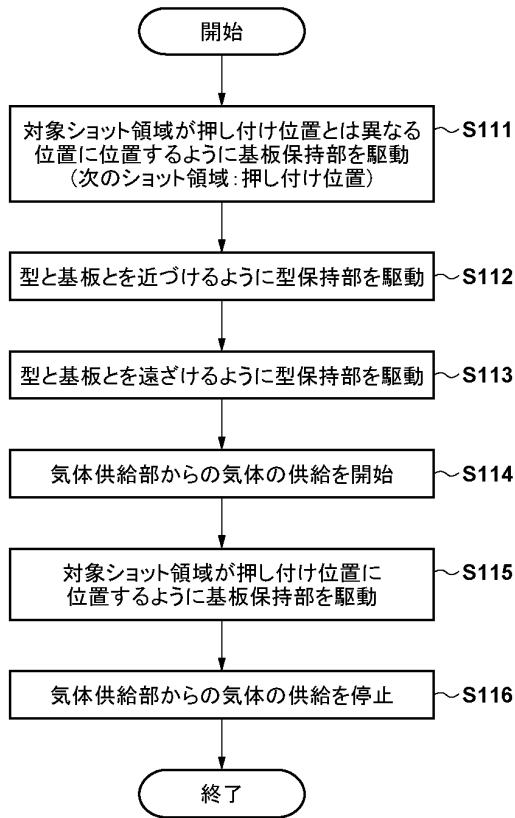 開始
対象ショット領域が押し付け位置とは異なる
位置に位置するように基板保持部を駆動
(次のショット領域:押し付け位置)
S111
型と基板とを近づけるように型保持部を駆動
S112
型と基板とを遠ざけるように型保持部を駆動
S113
気体供給部からの気体の供給を開始
S114
対象ショット領域が押し付け位置に
位置するように基板保持部を駆動
S115
気体供給部からの気体の供給を停止
S116
終了